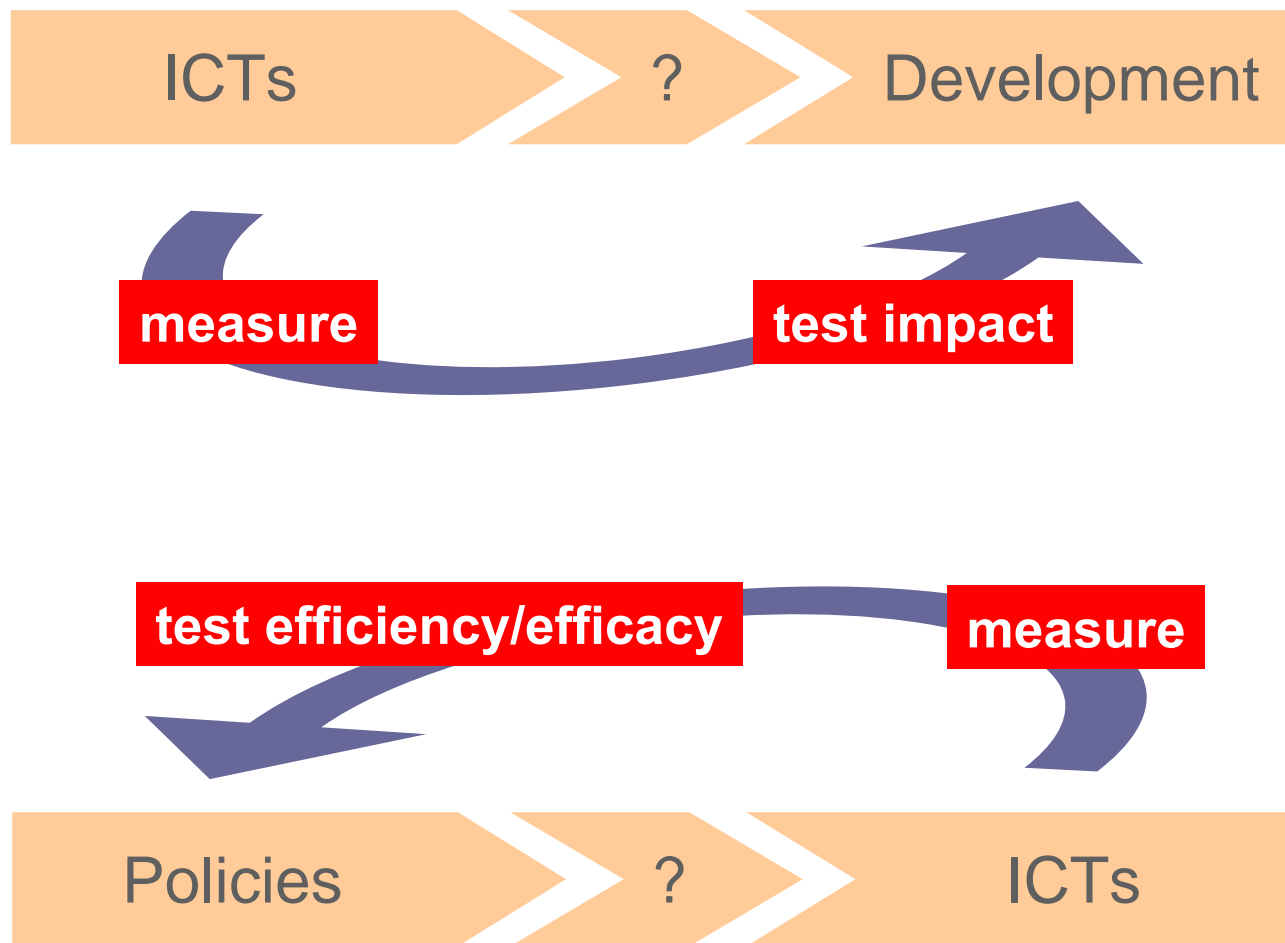 ICTs ? Development
measure test impact
test efficiency/efficacy measure
Policies ? ICTs